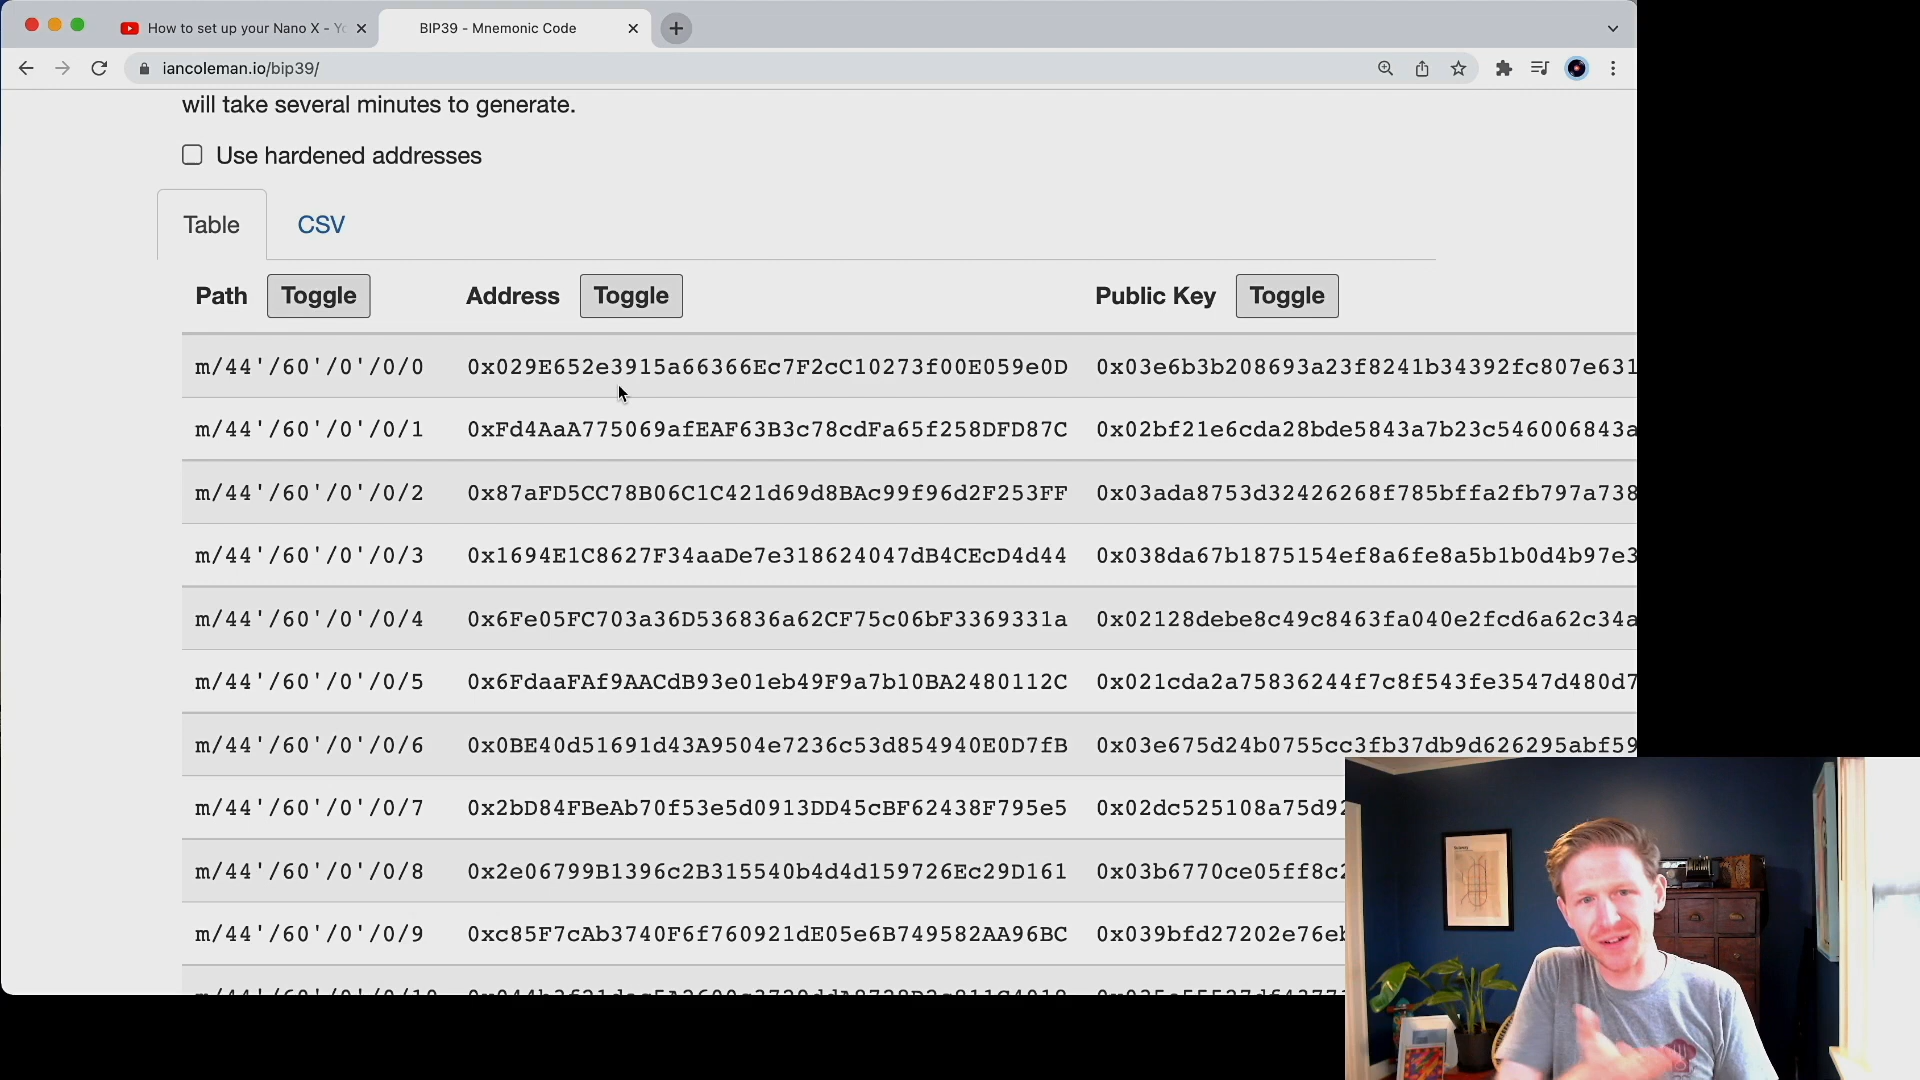 How to set up your Nano X - Yo
BIP39 - Mnemonic Code
iancoleman.io/bip39/
will take several minutes to generate.
Use hardened addresses
Table CSV
Path Toggle Address Toggle Public Key Toggle
m/44'/60'/0'/0/0 0x029E652e3915a66366Ec7F2cC10273f00E059e0D 0x03e6b3b208693a23f8241b34392fc807e631
m/44'/60'/0'/0/1 0xFd4AaA775069afEAF63B3c78cdFa65f258DFD87C 0x02bf21e6cda28bde5843a7b23c546006843a
m/44'/60'/0'/0/2 0x87aFD5CC78B06C1C421d69d8BAc99f96d2F253FF 0x03ada8753d32426268f785bffa2fb797a738
m/44'/60'/0'/0/3 0x1694E1C8627F34aaDe7e318624047dB4CEcD4d44 0x038da67b1875154ef8a6fe8a5b1b0d4b97e3
m/44'/60'/0'/0/4 0x6Fe05FC703a36D536836a62CF75c06bF3369331a 0x02128debe8c49c8463fa040e2fcd6a62c34a
m/44'/60'/0'/0/5 0x6FdaaFAf9AACdB93e01eb49F9a7b10BA2480112C 0x021cda2a75836244f7c8f543fe3547d480d7
m/44'/60'/0'/0/6 0x0BE40d51691d43A9504e7236c53d854940E0D7fB 0x03e675d24b0755cc3fb37db9d626295abf59
m/44'/60'/0'/0/7 0x2bD84FBeAb70f53e5d0913DD45cBF62438F795e5 0x02dc525108a75d92
m/44'/60'/0'/0/8 0x2e06799B1396c2B315540b4d4d159726Ec29D161 0x03b6770ce05ff8c2
m/44'/60'/0'/0/9 0xc85F7cAb3740F6f760921dE05e6B749582AA96BC 0x039bfd27202e76eb